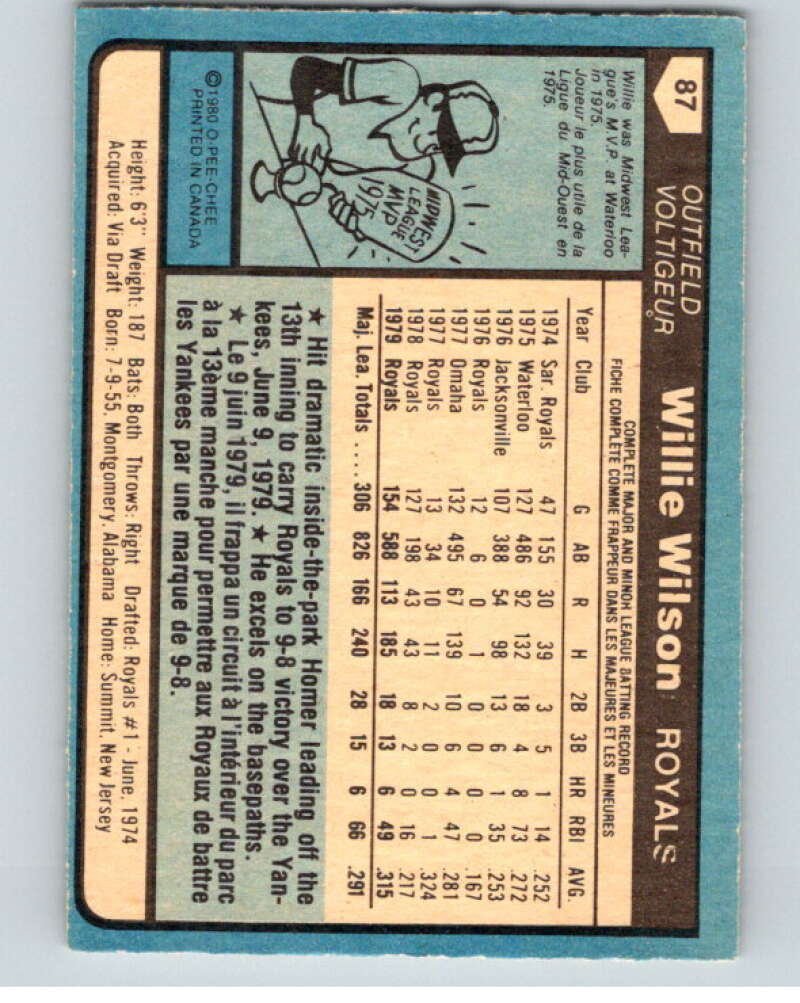 87
OUTFIELD
VOLTIGEUR
Willie Wilson ROYALS
Willie was Midwest Lea-
gue's M.V.P. at Waterloo
in 1975.
Joueur le plus utile de la
Ligue du Mid-Ouest en
1975.
MIDWEST
LEAGUE
MVP
1975
©1980 O-PEE-CHEE
PRINTED IN CANADA
COMPLETE MAJOR AND MINOR LEAGUE BATTING RECORD
FICHE COMPLÈTE COMME FRAPPEUR DANS LES MAJEURES ET LES MINEURES
Year Club G AB R H 2B 3B HR RBI AVG.
1974 Sar. Royals 47 155 30 39 3 5 1 14 .252
1975 Waterloo 127 486 92 132 18 4 8 73 .272
1976 Jacksonville 107 388 54 98 13 6 1 35 .253
1976 Royals 12 6 0 1 0 0 0 0 .167
1977 Omaha 132 495 67 139 10 6 4 47 .281
1977 Royals 13 34 10 11 2 0 0 1 .324
1978 Royals 127 198 43 43 8 2 0 16 .217
1979 Royals 154 588 113 185 18 13 6 49 .315
Maj. Lea. Totals .... 306 826 166 240 28 15 6 66 .291
★ Hit dramatic inside-the-park Homer leading off the
13th inning to carry Royals to 9-8 victory over the Yan-
kees, June 9, 1979. ★ He excels on the basepaths.
★ Le 9 juin 1979, il frappa un circuit à l'intérieur du parc
à la 13ème manche pour permettre aux Royaux de battre
les Yankees par une marque de 9-8.
Height: 6'3" Weight: 187 Bats: Both Throws: Right Drafted: Royals #1 - June, 1974
Acquired: Via Draft Born: 7-9-55, Montgomery, Alabama Home: Summit, New Jersey